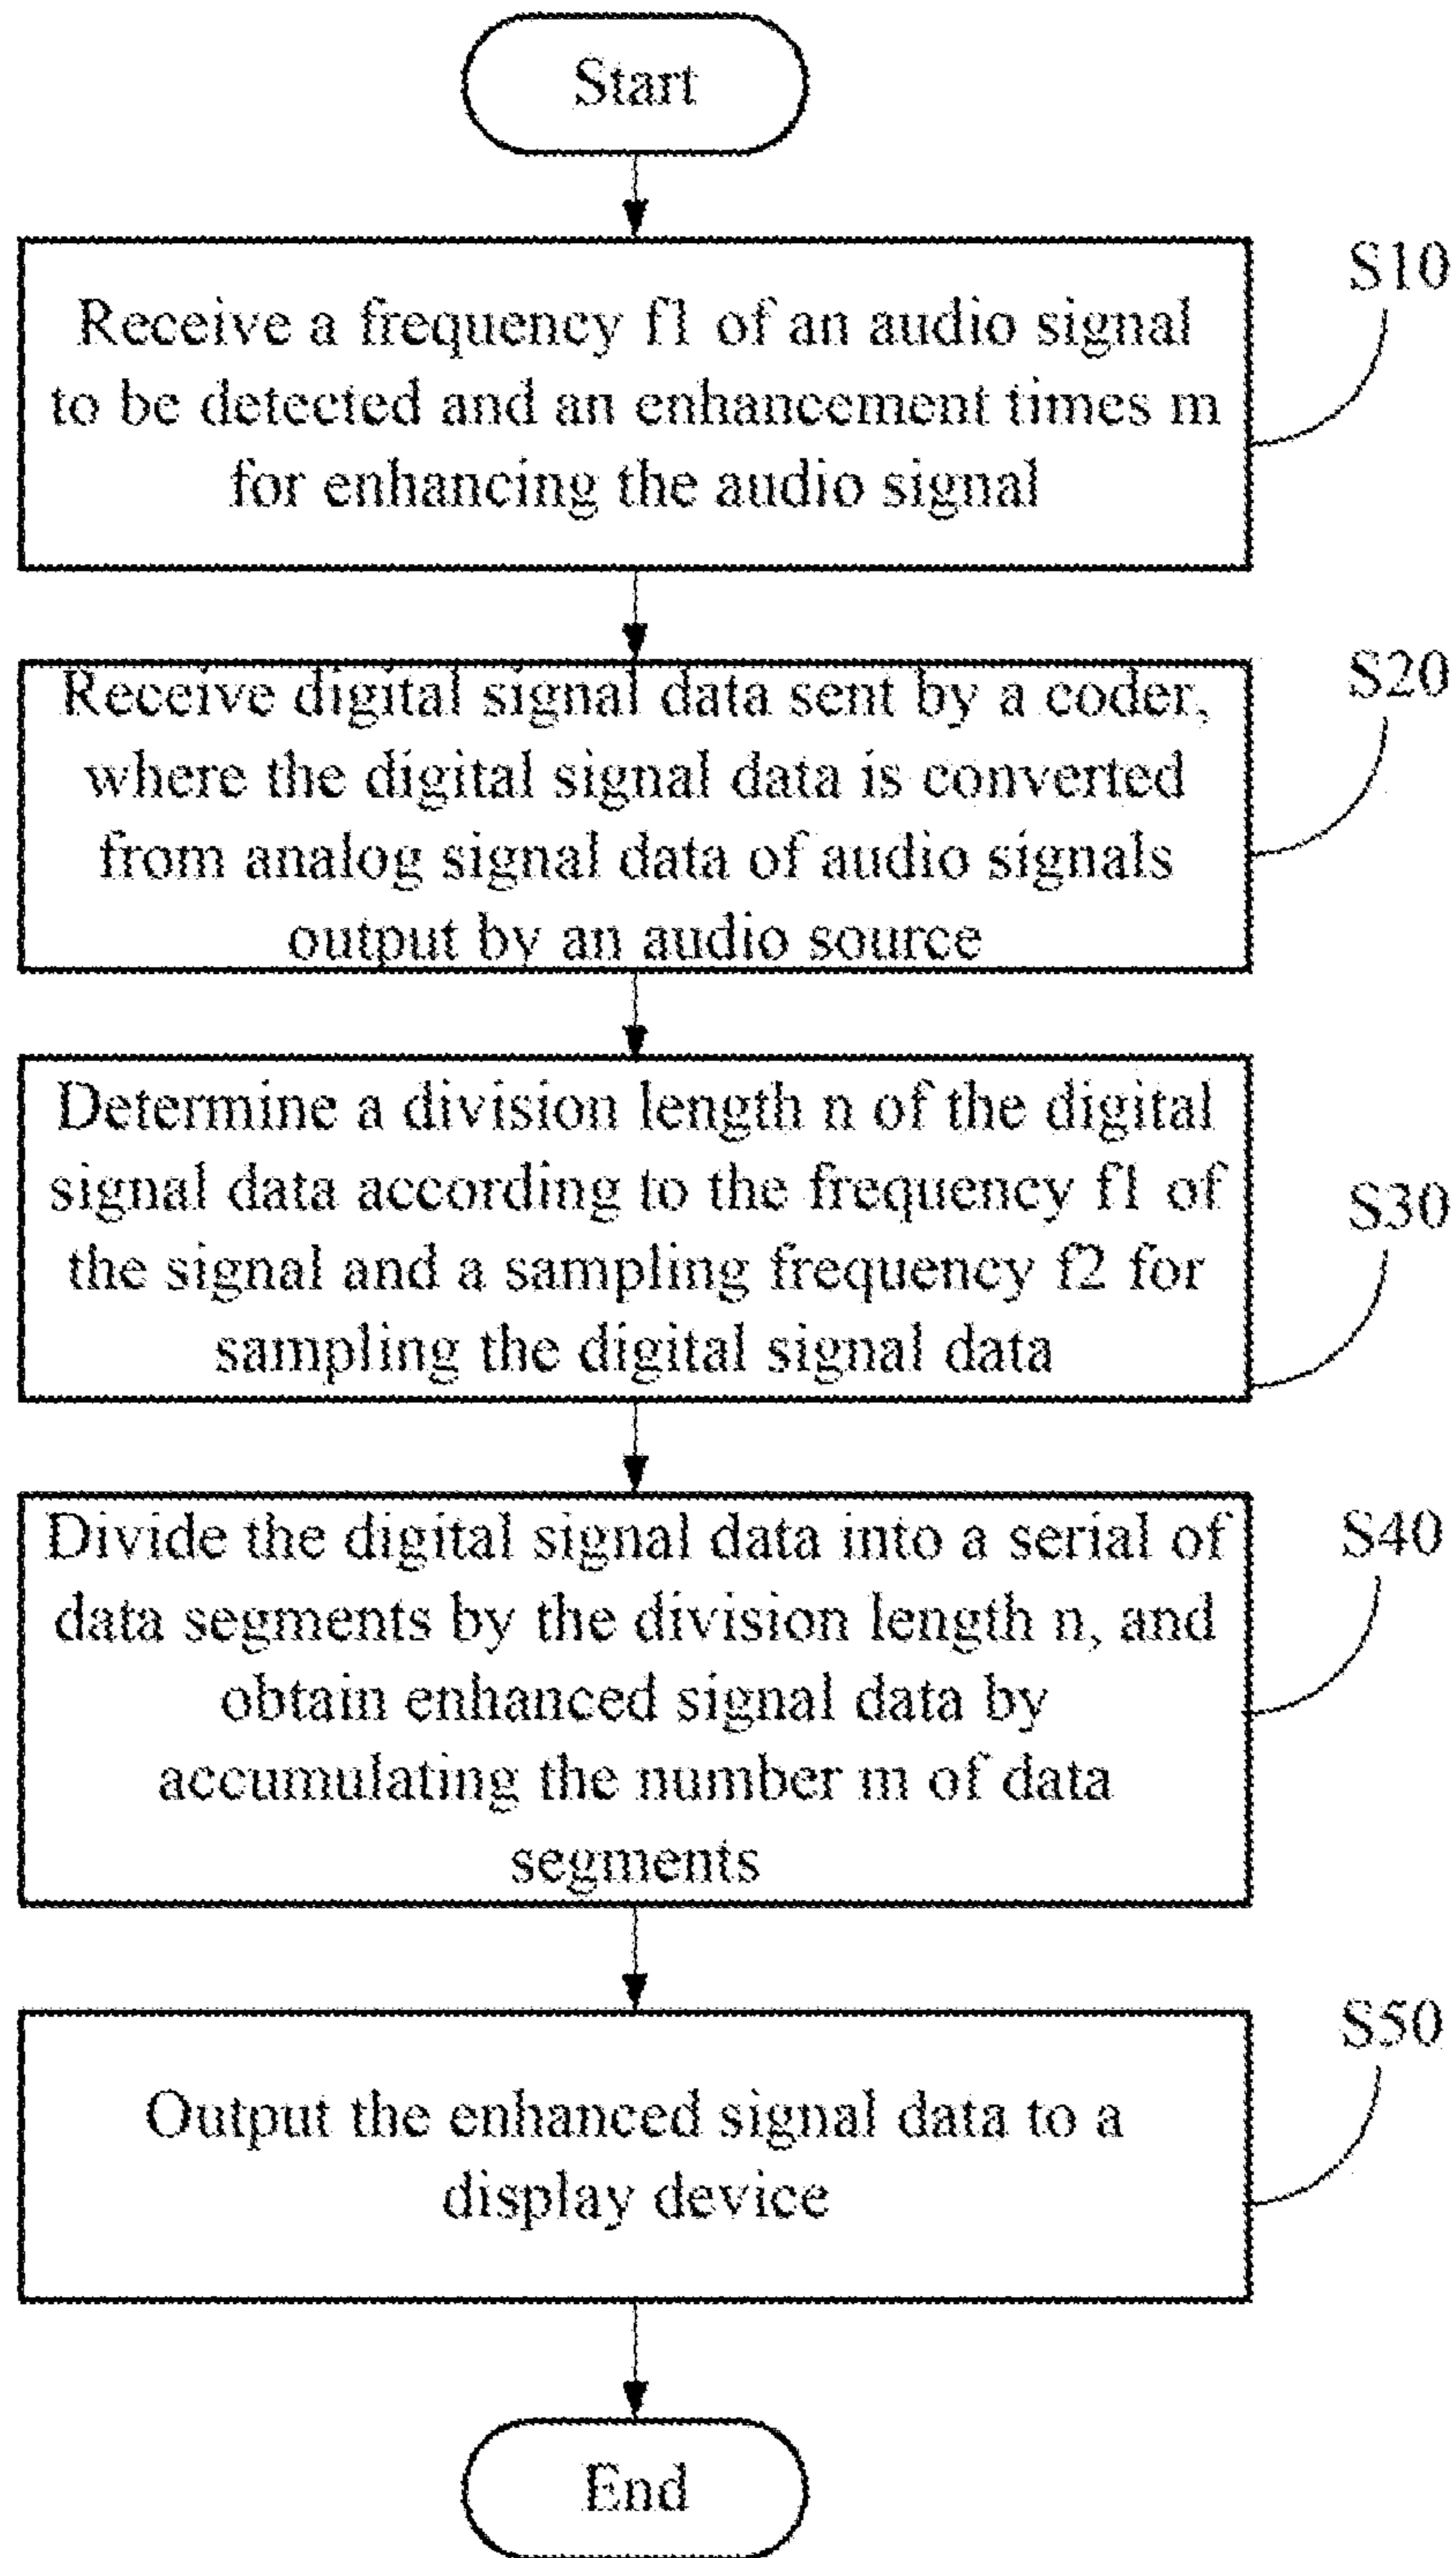 Start
S10
Receive a frequency f1 of an audio signal
to be detected and an enhancement times m
for enhancing the audio signal
S20
Receive digital signal data sent by a coder,
where the digital signal data is converted
from analog signal data of audio signals
output by an audio source
Determine a division length n of the digital
signal data according to the frequency f1 of
S30
the signal and a sampling frequency f2 for
sampling the digital signal data
Divide the digital signal data into a serial of
S40
data segments by the division length n, and
obtain enhanced signal data by
accumulating the number m of data
segments
S50
Output the enhanced signal data to a
display device
End